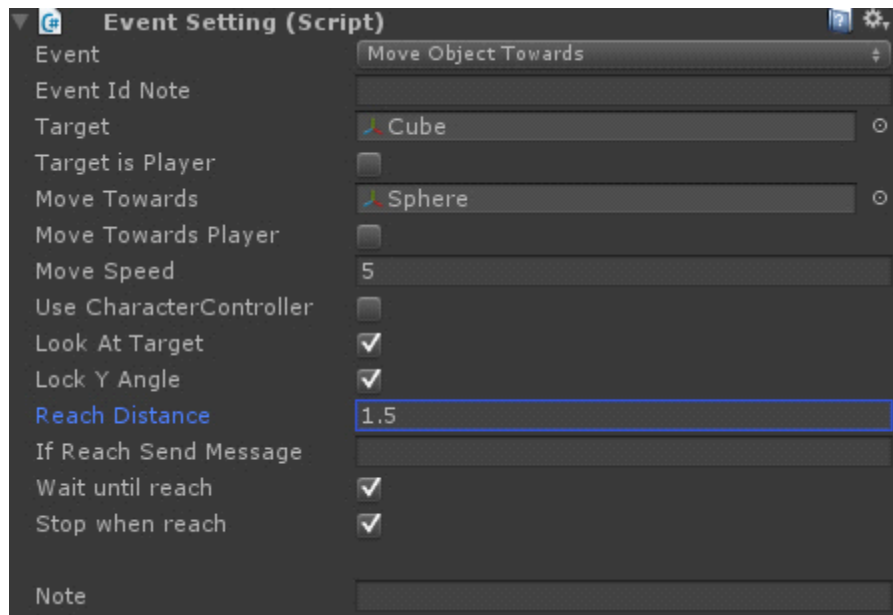 Event Setting (Script)
Event Move Object Towards
Event Id Note
Target Cube
Target is Player
Move Towards Sphere
Move Towards Player
Move Speed 5
Use CharacterController
Look At Target
Lock Y Angle
Reach Distance 1.5
If Reach Send Message
Wait until reach
Stop when reach
Note